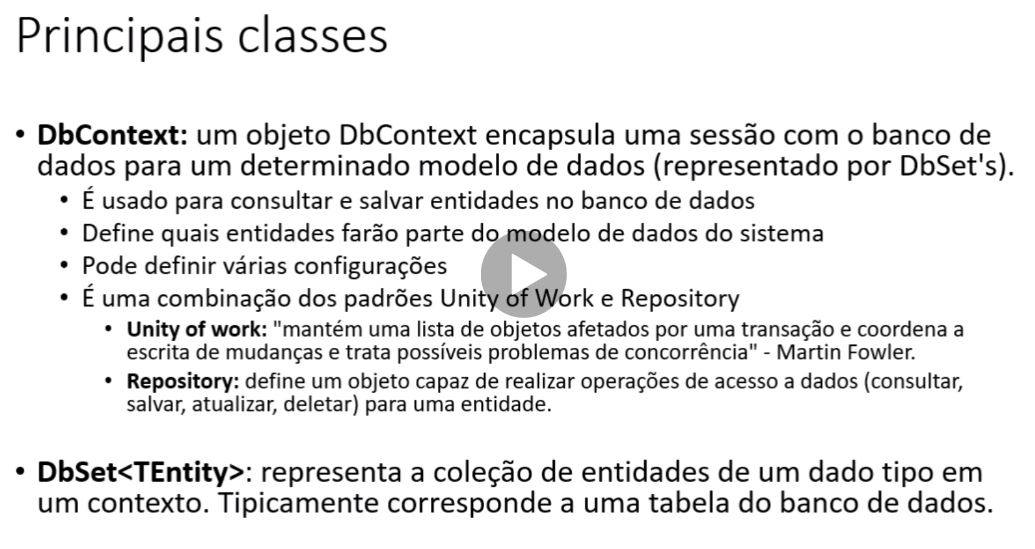 Principais classes
• DbContext: um objeto DbContext encapsula uma sessão com o banco de
dados para um determinado modelo de dados (representado por DbSet's).
• É usado para consultar e salvar entidades no banco de dados
• Define quais entidades farão parte do modelo de dados do sistema
• Pode definir várias configurações
• É uma combinação dos padrões Unity of Work e Repository
• Unity of work: "mantém uma lista de objetos afetados por uma transação e coordena a
escrita de mudanças e trata possíveis problemas de concorrência" - Martin Fowler.
• Repository: define um objeto capaz de realizar operações de acesso a dados (consultar,
salvar, atualizar, deletar) para uma entidade.
• DbSet<TEntity>: representa a coleção de entidades de um dado tipo em
um contexto. Tipicamente corresponde a uma tabela do banco de dados.